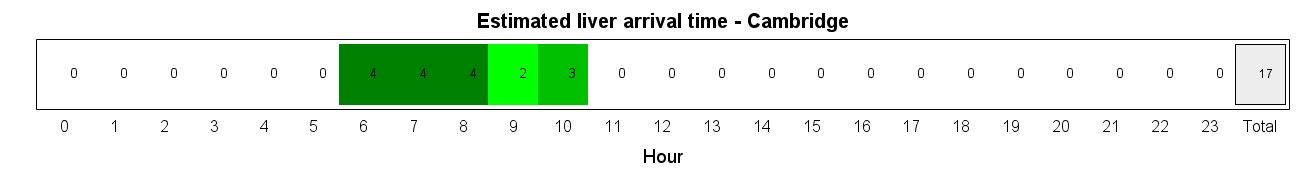 Estimated liver arrival time - Cambridge
0 0 0 0 0 0 4 4 4 2 3 0 0 0 0 0 0 0 0 0 0 0 0 0 17
0 1 2 3 4 5 6 7 8 9 10 11 12 13 14 15 16 17 18 19 20 21 22 23 Total
Hour